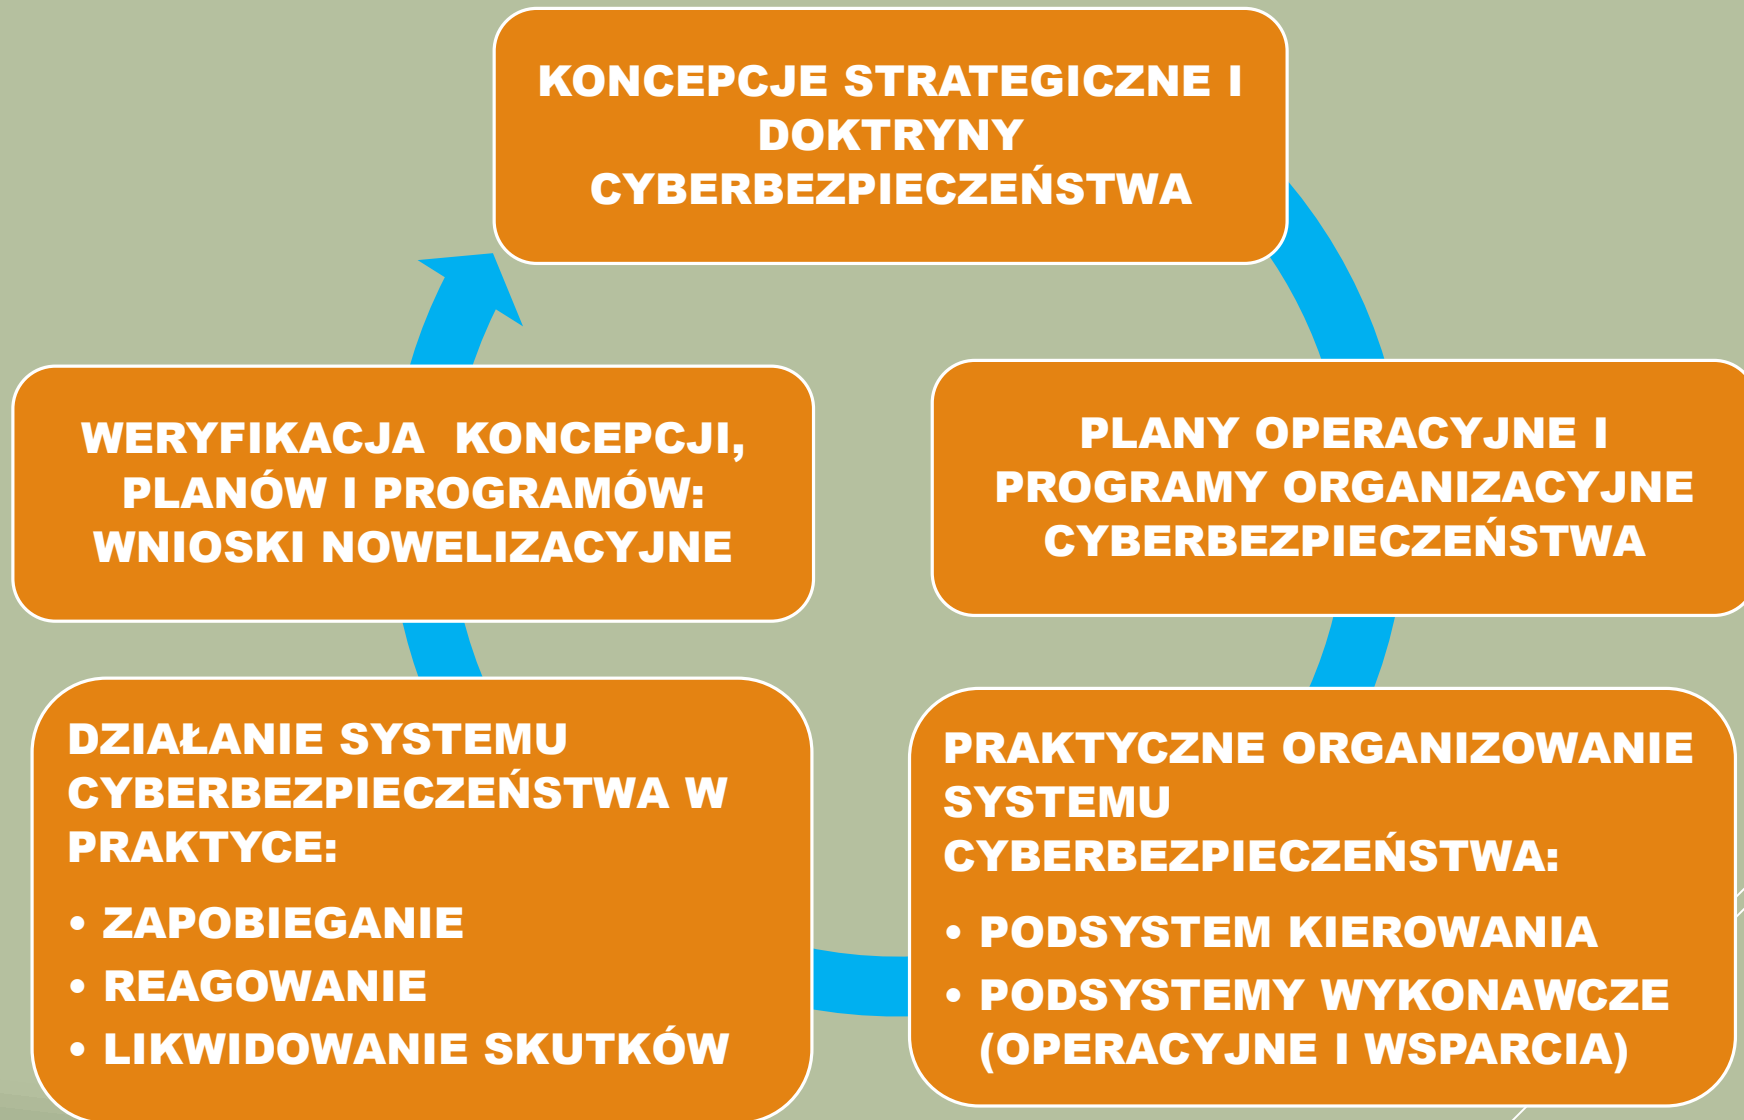 KONCEPCJE STRATEGICZNE I
DOKTRYNY
CYBERBEZPIECZEŃSTWA
PLANY OPERACYJNE I
PROGRAMY ORGANIZACYJNE
CYBERBEZPIECZEŃSTWA
PRAKTYCZNE ORGANIZOWANIE
SYSTEMU
CYBERBEZPIECZEŃSTWA:
• PODSYSTEM KIEROWANIA
• PODSYSTEMY WYKONAWCZE
(OPERACYJNE I WSPARCIA)
DZIAŁANIE SYSTEMU
CYBERBEZPIECZEŃSTWA W
PRAKTYCE:
• ZAPOBIEGANIE
• REAGOWANIE
• LIKWIDOWANIE SKUTKÓW
WERYFIKACJA KONCEPCJI,
PLANÓW I PROGRAMÓW:
WNIOSKI NOWELIZACYJNE